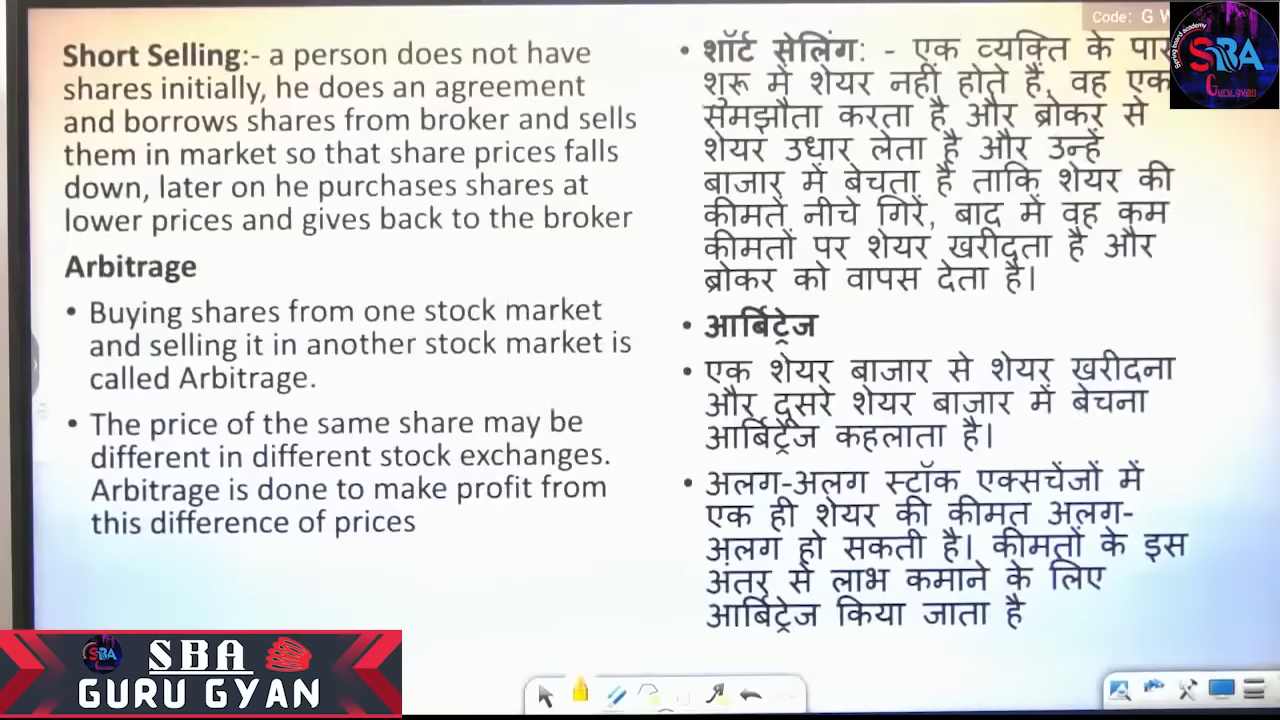 Code: G W
Short Selling:- a person does not have
shares initially, he does an agreement
and borrows shares from broker and sells
them in market so that share prices falls
down, later on he purchases shares at
lower prices and gives back to the broker
Arbitrage
• Buying shares from one stock market
and selling it in another stock market is
called Arbitrage.
• The price of the same share may be
different in different stock exchanges.
Arbitrage is done to make profit from
this difference of prices
• शॉर्ट सेलिंग: - एक व्यक्ति के पास
शुरू में शेयर नहीं होते हैं, वह एक
समझौता करता है और ब्रोकर से
शेयर उधार लेता है और उन्हें
बाजार में बेचता है ताकि शेयर की
कीमतें नीचे गिरें, बाद में वह कम
कीमतों पर शेयर खरीदता है और
ब्रोकर को वापस देता है।
• आर्बिट्रेज
• एक शेयर बाजार से शेयर खरीदना
और दूसरे शेयर बाजार में बेचना
आर्बिट्रेज कहलाता है।
• अलग-अलग स्टॉक एक्सचेंजों में
एक ही शेयर की कीमत अलग-
अलग हो सकती है। कीमतों के इस
अंतर से लाभ कमाने के लिए
आर्बिट्रेज किया जाता है
SBA
Guru gyan
SBA
SBA
GURU GYAN